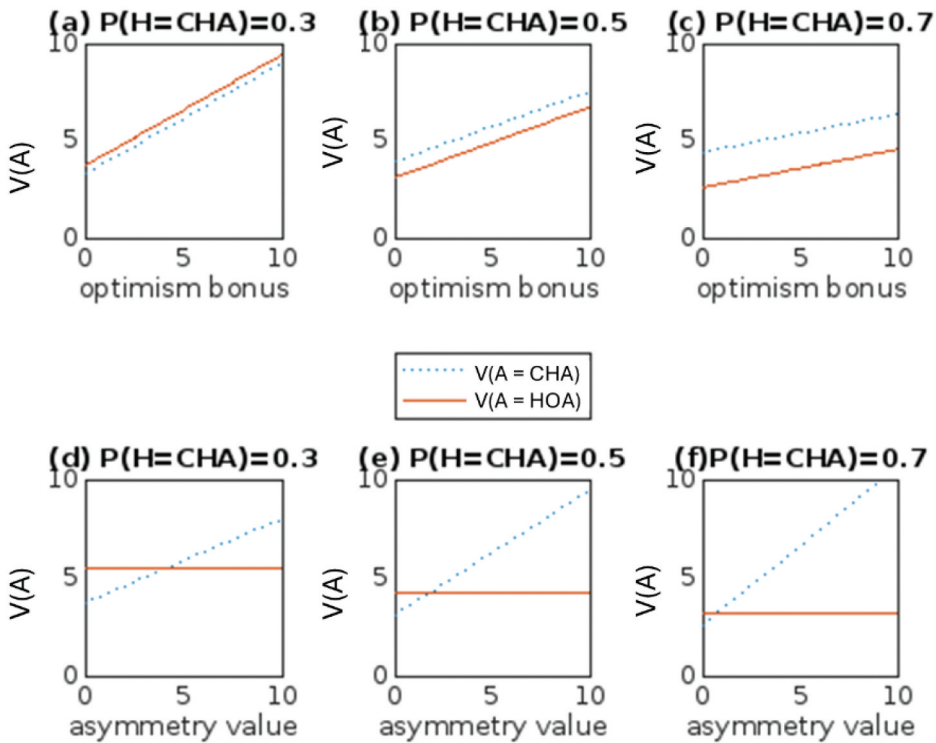 (a) P(H=CHA)=0.3
10
5
0
V(A)
0 5 10
optimism bonus
(b) P(H=CHA)=0.5
10
5
0
V(A)
0 5 10
optimism bonus
(c) P(H=CHA)=0.7
10
5
0
V(A)
0 5 10
optimism bonus
V(A = CHA)
V(A = HOA)
(d) P(H=CHA)=0.3
10
5
0
V(A)
0 5 10
asymmetry value
(e) P(H=CHA)=0.5
10
5
0
V(A)
0 5 10
asymmetry value
(f)P(H=CHA)=0.7
10
5
0
V(A)
0 5 10
asymmetry value